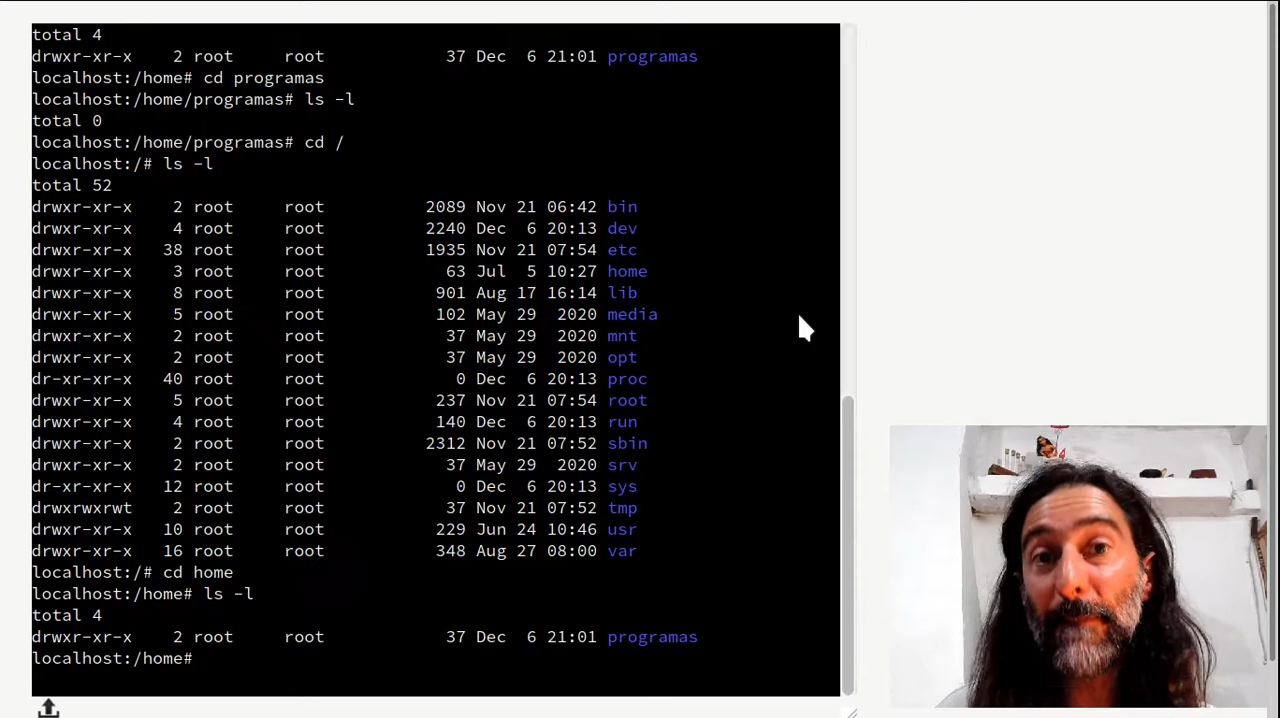 total 4
drwxr-xr-x    2 root     root            37 Dec  6 21:01 programas
localhost:/home# cd programas
localhost:/home/programas# ls -l
total 0
localhost:/home/programas# cd /
localhost:/# ls -l
total 52
drwxr-xr-x    2 root     root          2089 Nov 21 06:42 bin
drwxr-xr-x    4 root     root          2240 Dec  6 20:13 dev
drwxr-xr-x   38 root     root          1935 Nov 21 07:54 etc
drwxr-xr-x    3 root     root            63 Jul  5 10:27 home
drwxr-xr-x    8 root     root           901 Aug 17 16:14 lib
drwxr-xr-x    5 root     root           102 May 29  2020 media
drwxr-xr-x    2 root     root            37 May 29  2020 mnt
drwxr-xr-x    2 root     root            37 May 29  2020 opt
dr-xr-xr-x   40 root     root             0 Dec  6 20:13 proc
drwxr-xr-x    5 root     root           237 Nov 21 07:54 root
drwxr-xr-x    4 root     root           140 Dec  6 20:13 run
drwxr-xr-x    2 root     root          2312 Nov 21 07:52 sbin
drwxr-xr-x    2 root     root            37 May 29  2020 srv
dr-xr-xr-x   12 root     root             0 Dec  6 20:13 sys
drwxrwxrwt    2 root     root            37 Nov 21 07:52 tmp
drwxr-xr-x   10 root     root           229 Jun 24 10:46 usr
drwxr-xr-x   16 root     root           348 Aug 27 08:00 var
localhost:/# cd home
localhost:/home# ls -l
total 4
drwxr-xr-x    2 root     root            37 Dec  6 21:01 programas
localhost:/home#